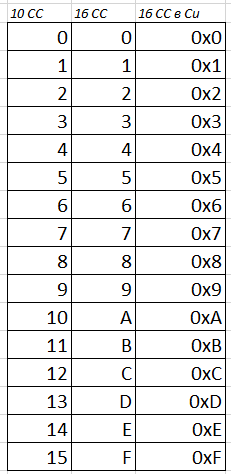 10 СС 16 СС 16 СС в Си
0 0 0x0
1 1 0x1
2 2 0x2
3 3 0x3
4 4 0x4
5 5 0x5
6 6 0x6
7 7 0x7
8 8 0x8
9 9 0x9
10 A 0xA
11 B 0xB
12 C 0xC
13 D 0xD
14 E 0xE
15 F 0xF